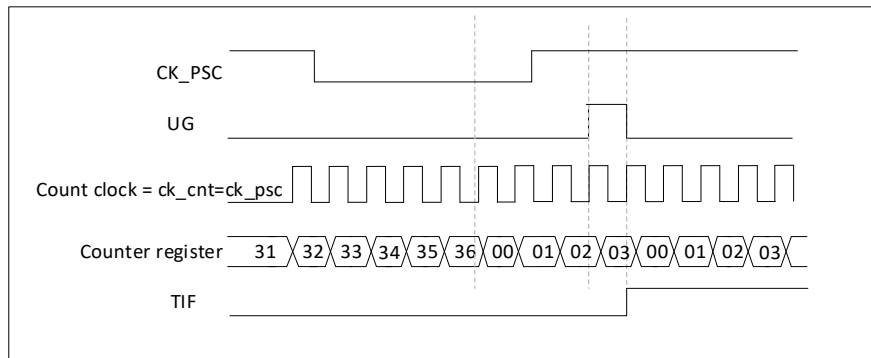 CK_PSC
UG
Count clock = ck_cnt=ck_psc
Counter register 31 32 33 34 35 36 00 01 02 03 00 01 02 03
TIF